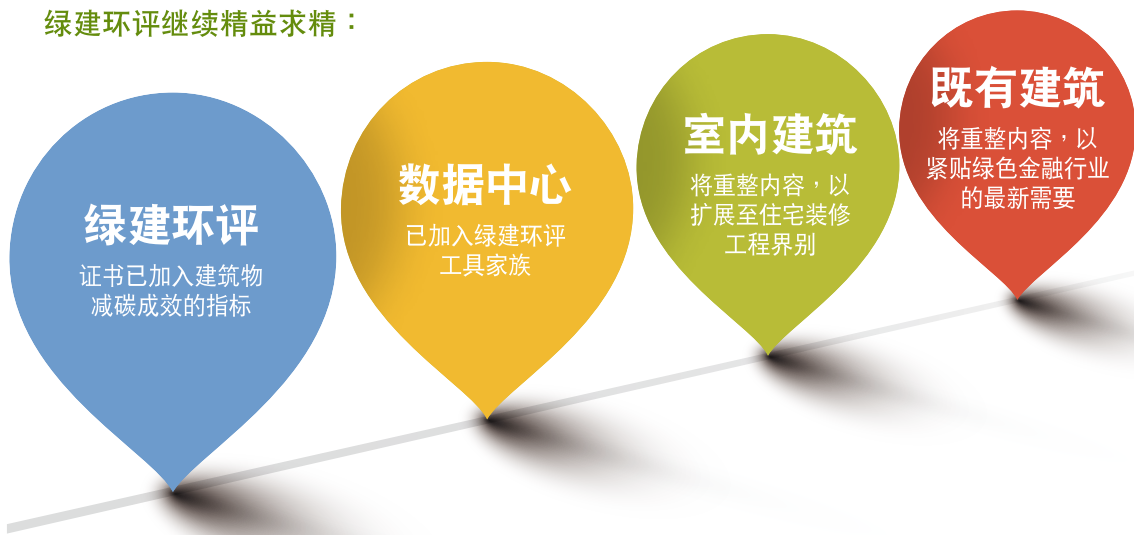 绿建环评继续精益求精：
绿建环评
证书已加入建筑物
减碳成效的指标
数据中心
已加入绿建环评
工具家族
室内建筑
将重整内容，以
扩展至住宅装修
工程界别
既有建筑
将重整内容，以
紧贴绿色金融行业
的最新需要